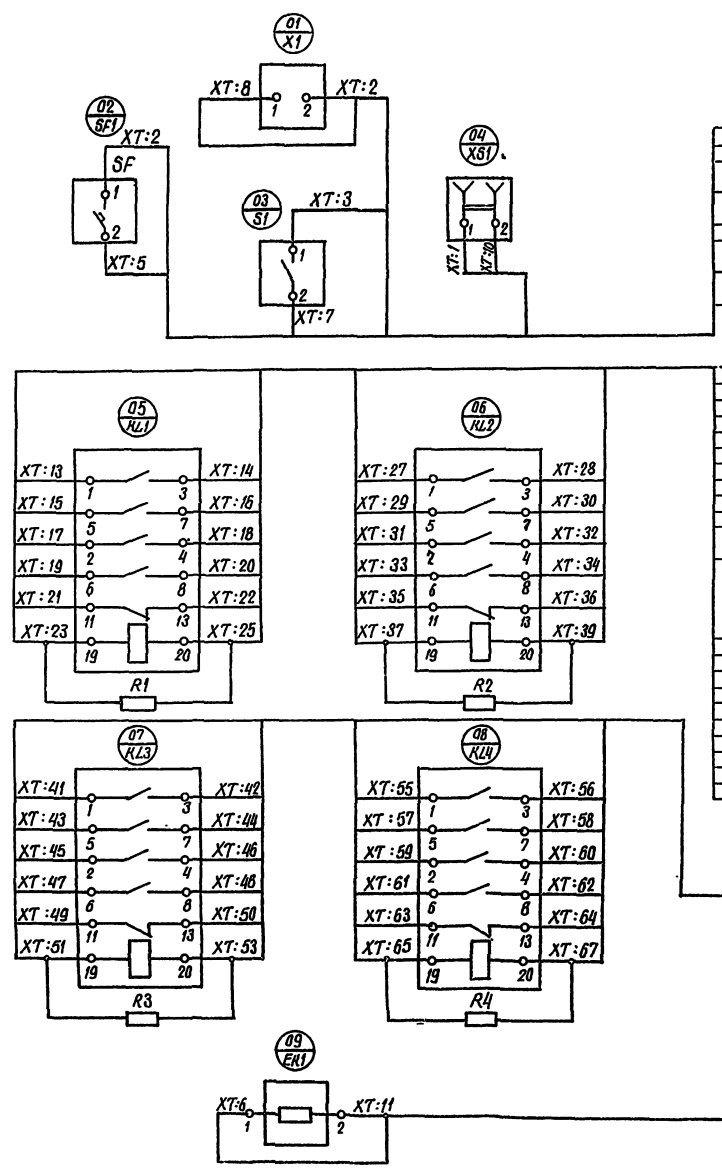 01
X1
XT:8
1
2
XT:2
02
SF1
XT:2
SF
1
2
XT:5
03
S1
XT:3
1
2
XT:7
04
XS1
1
2
XT:1
XT:10
05
KL1
XT:13 1 3 XT:14
XT:15 5 7 XT:16
XT:17 2 4 XT:18
XT:19 6 8 XT:20
XT:21 11 13 XT:22
XT:23 19 20 XT:25
R1
06
KL2
XT:27 1 3 XT:28
XT:29 5 7 XT:30
XT:31 2 4 XT:32
XT:33 6 8 XT:34
XT:35 11 13 XT:36
XT:37 19 20 XT:39
R2
07
KL3
XT:41 1 3 XT:42
XT:43 5 7 XT:44
XT:45 2 4 XT:46
XT:47 6 8 XT:48
XT:49 11 13 XT:50
XT:51 19 20 XT:53
R3
08
KL4
XT:55 1 3 XT:56
XT:57 5 7 XT:58
XT:59 2 4 XT:60
XT:61 6 8 XT:62
XT:63 11 13 XT:64
XT:65 19 20 XT:67
R4
09
EK1
XT:6
1
2
XT:11